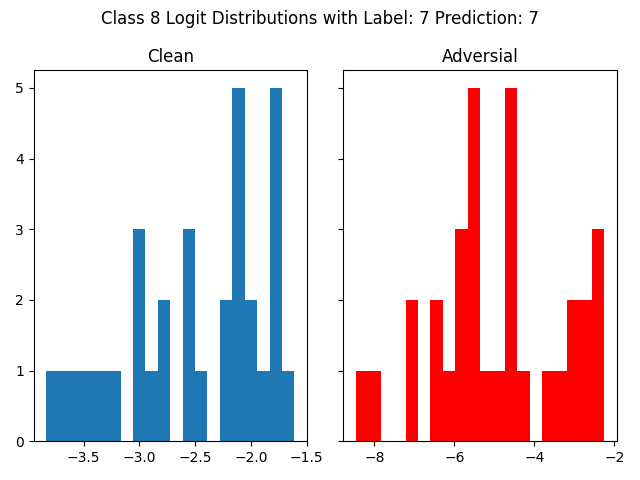 Class 8 Logit Distributions with Label: 7 Prediction: 7
Clean
Adversial
5
4
3
2
1
0
−3.5 −3.0 −2.5 −2.0 −1.5
−8 −6 −4 −2